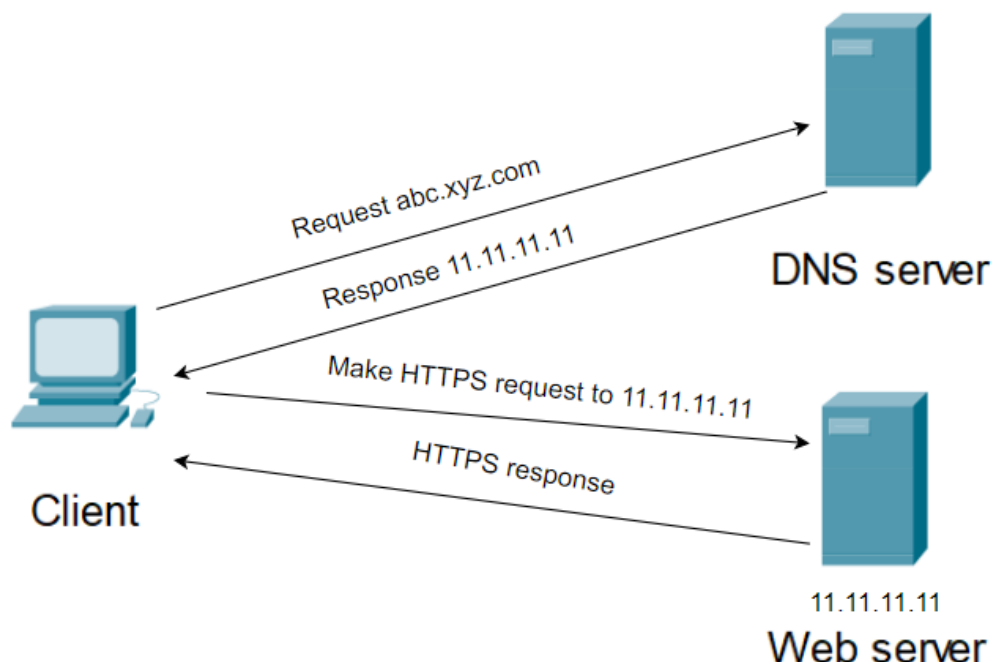 Request abc.xyz.com
Response 11.11.11.11
DNS server
Make HTTPS request to 11.11.11.11
HTTPS response
Client
11.11.11.11
Web server